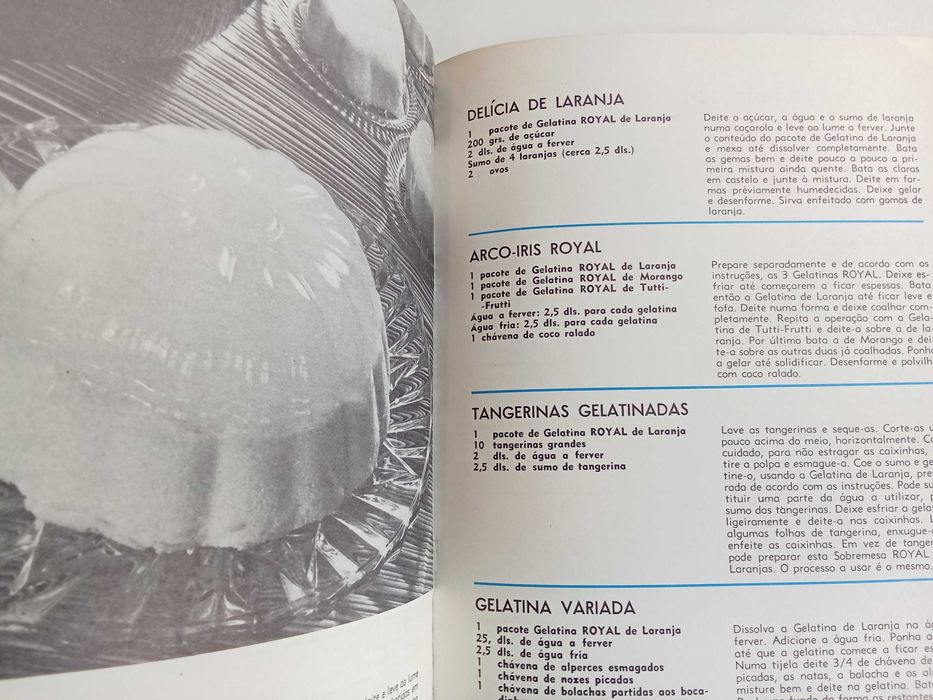 DELÍCIA DE LARANJA
1 pacote de Gelatina ROYAL de Laranja
200 grs. de açúcar
2 dls. de água a ferver
Sumo de 4 laranjas (cerca 2,5 dls.)
2 ovos
Deite o açúcar, a água e o sumo de laranja
numa caçarola e leve ao lume a ferver. Junte
o conteúdo do pacote de Gelatina de Laranja
e mexa até dissolver completamente. Bata
as gemas bem e deite pouco a pouco a pri-
meira mistura ainda quente. Bata as claras
em castelo e junte à mistura. Deite em for-
mas prèviamente humedecidas. Deixe gelar
e desenforme. Sirva enfeitado com gomos de
laranja.
ARCO-IRIS ROYAL
1 pacote de Gelatina ROYAL de Laranja
1 pacote de Gelatina ROYAL de Morango
1 pacote de Gelatina ROYAL de Tutti-
-Frutti
Água a ferver: 2,5 dls. para cada gelatina
Água fria: 2,5 dls. para cada gelatina
1 chávena de coco ralado
Prepare separadamente e de acordo com as
instruções, as 3 Gelatinas ROYAL. Deixe es-
friar até começarem a ficar espessas. Bata
então a Gelatina de Laranja até ficar leve e
fofa. Deite numa forma e deixe coalhar com-
pletamente. Repita a operação com a Gela-
tina de Tutti-Frutti e deite-a sobre a de la-
ranja. Por último bata a de Morango e dei-
te-a sobre as outras duas já coalhadas. Ponha
a gelar até solidificar. Desenforme e polvilh
com coco ralado.
TANGERINAS GELATINADAS
1 pacote de Gelatina ROYAL de Laranja
10 tangerinas grandes
2 dls. de água a ferver
2,5 dls. de sumo de tangerina
Lave as tangerinas e seque-as. Corte-as u
pouco acima do meio, horizontalmente. Co
cuidado, para não estragar as caixinhas,
tire a polpa e esmague-a. Coe o sumo e ge
tine-o, usando a Gelatina de Laranja, pre
rada de acordo com as instruções. Pode su
tituir uma parte da água a utilizar, p
sumo das tàngerinas. Deixe esfriar a gela
ligeiramente e deite-a nas caixinhas. L
algumas folhas de tangerina, enxugue-
enfeite as caixinhas. Em vez de tanger
pode preparar esta Sobremesa ROYAL
Laranjas. O processo a usar é o mesmo.
GELATINA VARIADA
1 pacote Gelatina ROYAL de Laranja
25, dls. de água a ferver
2,5 dls. de água fria
1 chávena de alperces esmagados
1 chávena de nozes picadas
1 chávena de bolachas partidas aos boca-
Dissolva a Gelatina de Laranja na ág
ferver. Adicione a água fria. Ponha a
até que a gelatina comece a ficar es
Numa tijela deite 3/4 de chávena de
picadas, as natas, a bolacha e os al
misture bem e deite na gelatina. Bat
forma os restantes
deite e leve ao lume